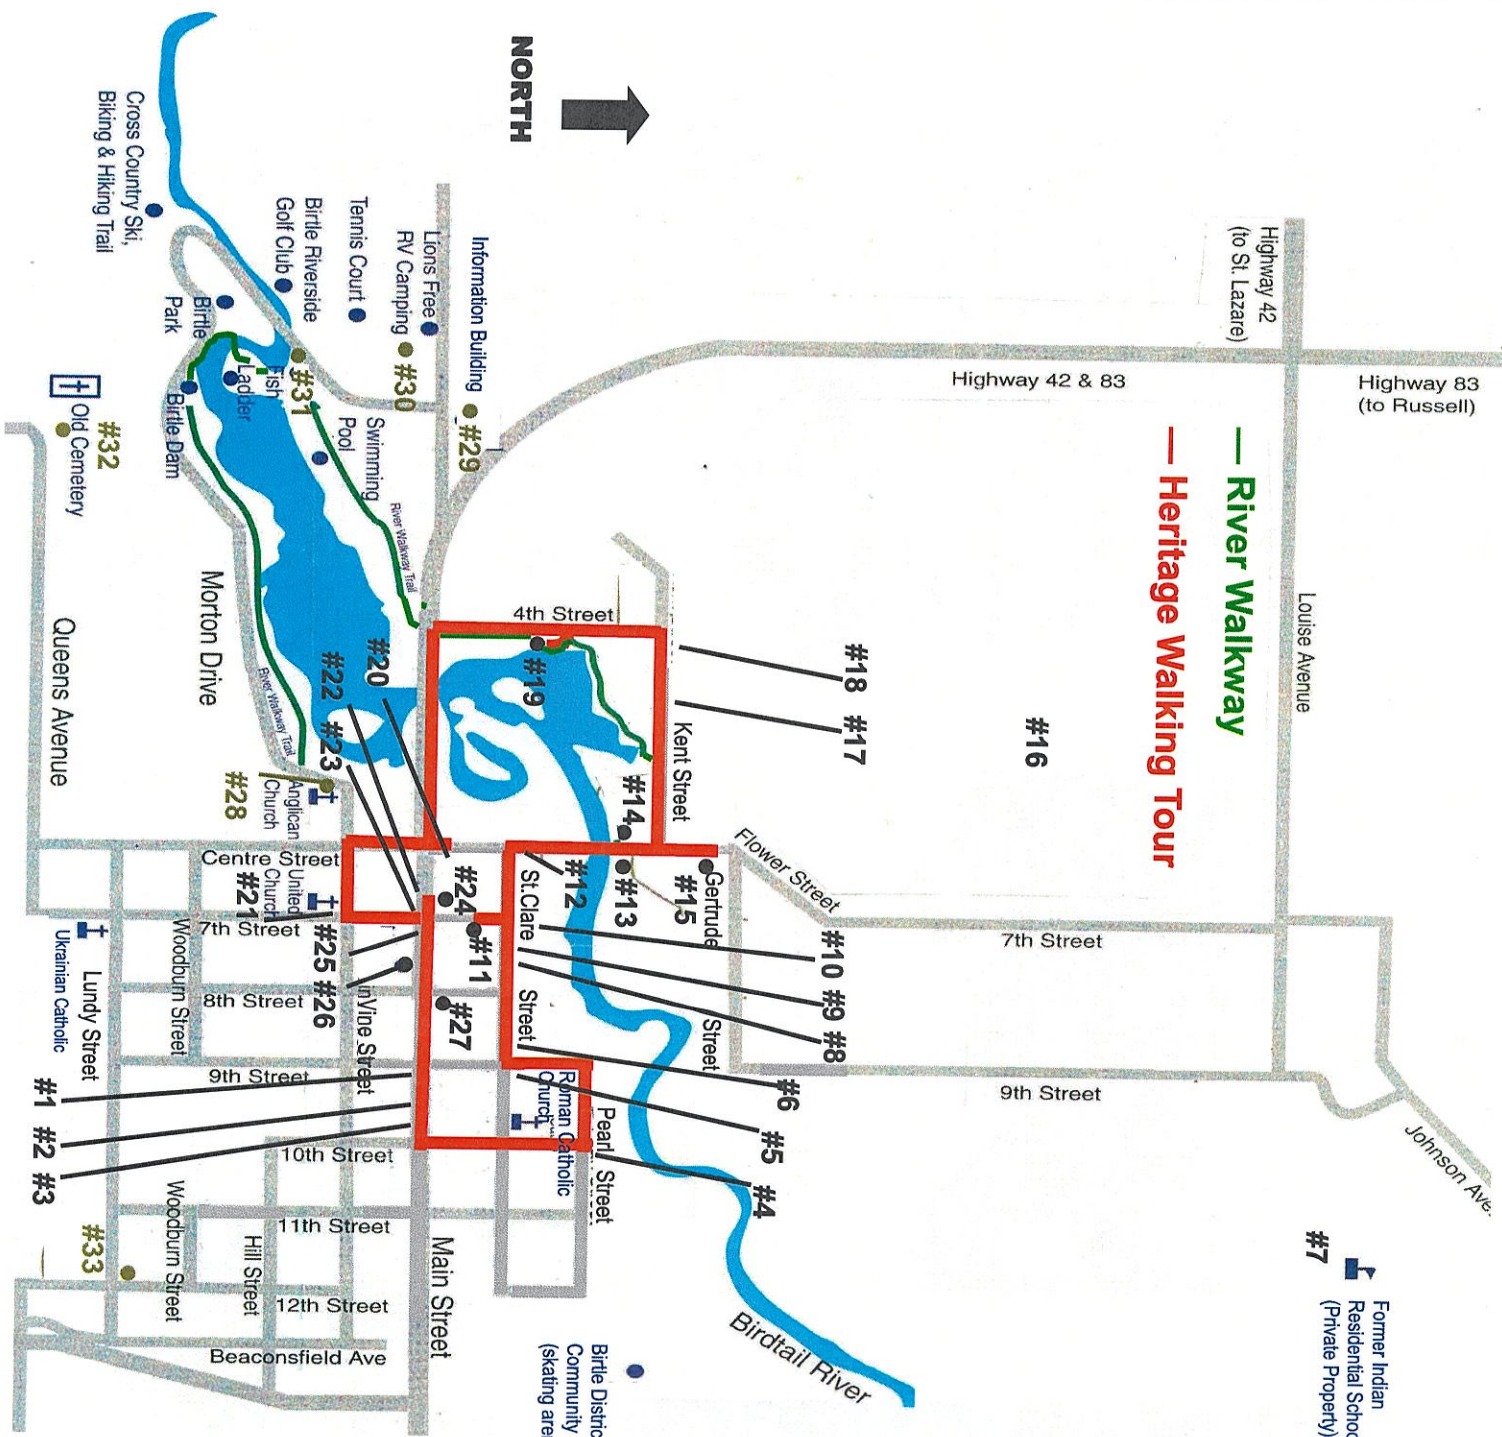 NORTH
Highway 42
(to St. Lazare)
Highway 42 & 83
Highway 83
(to Russell)
— River Walkway
— Heritage Walking Tour
Louise Avenue
Cross Country Ski,
Biking & Hiking Trail
Birtle Riverside
Golf Club
Tennis Court
Lions Free
RV Camping
Information Building
#29
#30
#31
Birtle
Park
Fish
Ladder
Birtle Dam
Swimming
Pool
River Walkway Trail
River Walkway Trail
#32
Old Cemetery
Morton Drive
Queens Avenue
4th Street
#18
#17
#16
#19
#20
#22
#23
Kent Street
#14
#28
Anglican
Church
Centre Street
United
Church
#21
7th Street
#24
#12
#13
#15
Gertrude
Street
Flower Street
St.Clare
Street
7th Street
#10
#9
#8
#11
#25
#26
#27
Vine Street
8th Street
Woodburn Street
Lundy Street
Ukrainian Catholic
9th Street
9th Street
#1
#2
#3
#6
#5
#4
Roman Catholic
Church
Pearl Street
10th Street
11th Street
Woodburn Street
Hill Street
12th Street
#33
Main Street
Beaconsfield Ave
Birdtail River
Johnson Ave.
#7
Former Indian
Residential Schoo
(Private Property)
Birtle Distric
Community
(skating are